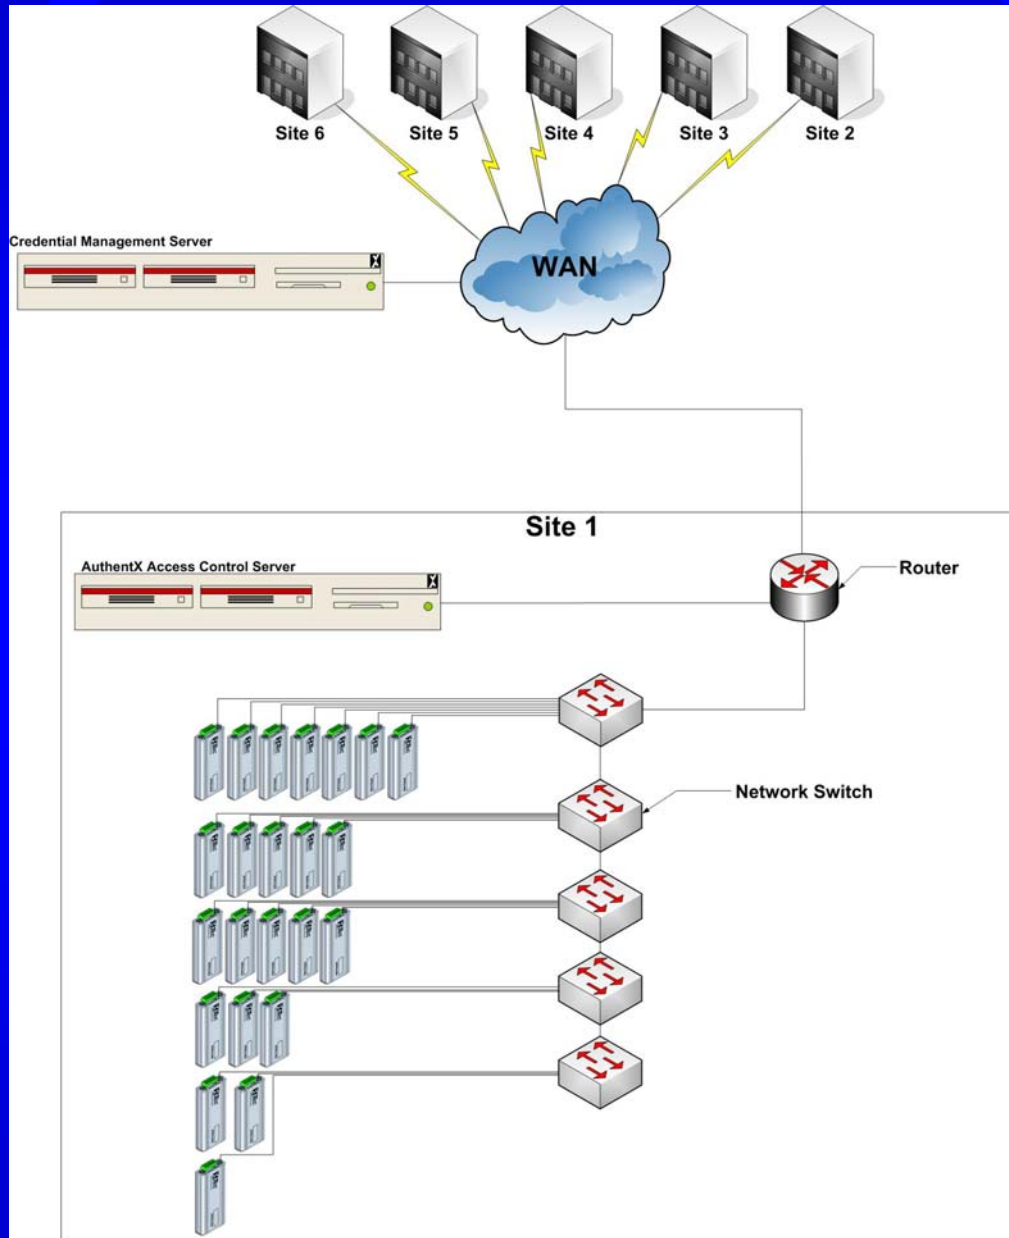 Site 6
Site 5
Site 4
Site 3
Site 2
Credential Management Server
WAN
Site 1
AuthentX Access Control Server
Router
Network Switch